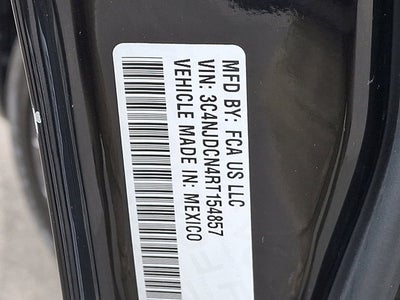 MFD BY: FCA US LLC
VIN: 3C4NJDCN4RT154857
VEHICLE MADE IN: MEXICO